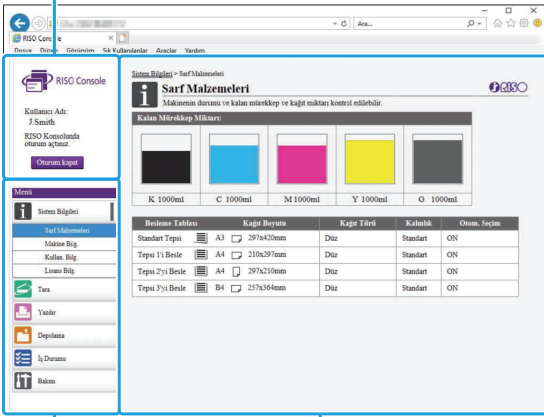 Ara...
RISO Console
Dosya Düzen Görünüm Sık Kullanılanlar Araçlar Yardım
RISO Console
Kullanıcı Adı:
J.Smith
RISO Konsolunda
oturum açtınız.
Oturum kapat
Menü
Sistem Bilgileri
Sarf Malzemeleri
Makine Bilg.
Kullan. Bilg.
Lisans Bilg.
Tara
Yazdır
Depolama
İş Durumu
Bakım
Sistem Bilgileri > Sarf Malzemeleri
Sarf Malzemeleri
RISO
Makinenin durumu ve kalan mürekkep ve kağıt miktarı kontrol edilebilir.
Kalan Mürekkep Miktarı:
K 1000ml C 1000ml M 1000ml Y 1000ml G 1000ml
Besleme Tablası Kağıt Boyutu Kağıt Türü Kalınlık Otom. Seçim
Standart Tepsi A3 297x420mm Düz Standart ON
Tepsi 1'i Besle A4 210x297mm Düz Standart ON
Tepsi 2'yi Besle A4 297x210mm Düz Standart ON
Tepsi 3'yi Besle B4 257x364mm Düz Standart ON